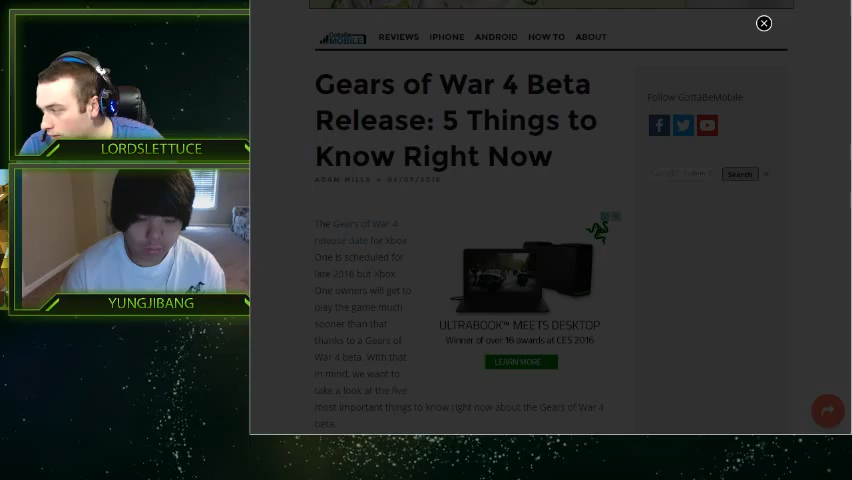 GottaBe
MOBILE
REVIEWS IPHONE ANDROID HOW TO ABOUT
Gears of War 4 Beta
Release: 5 Things to
Know Right Now
ADAM MILLS
Follow GottaBeMobile
Search
LORDSLETTUCE
YUNGJIBANG
The Gears of War 4
release date for Xbox
One is scheduled for
late 2016 but Xbox
One owners will get to
play the game much
sooner than that
thanks to a Gears of
War 4 beta. With that
in mind, we want to
take a look at the five
most important things to know right now about the Gears of War 4
beta.
ULTRABOOK™ MEETS DESKTOP
Winner of over 16 awards at CES 2016
LEARN MORE